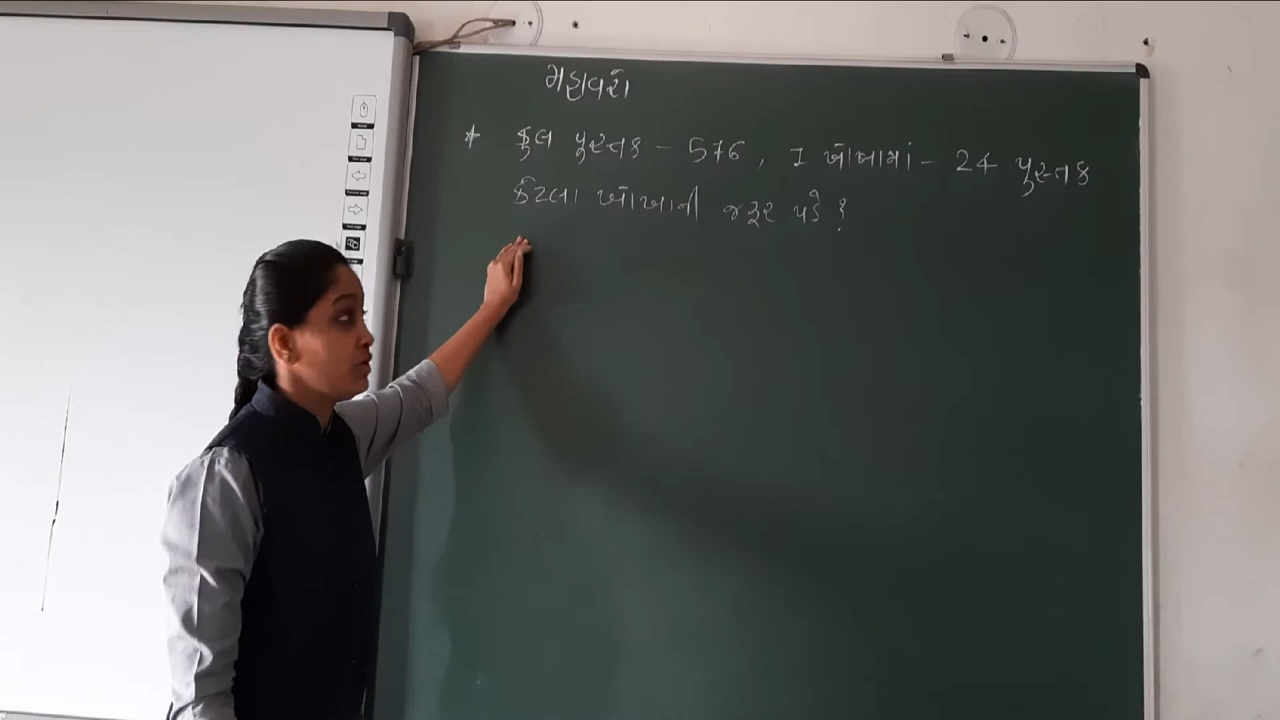 મહાવરો
* કુલ પુસ્તક - 576, 1 ખોખામાં - 24 પુસ્તક
કેટલા ખોખાની જરૂર પડે?